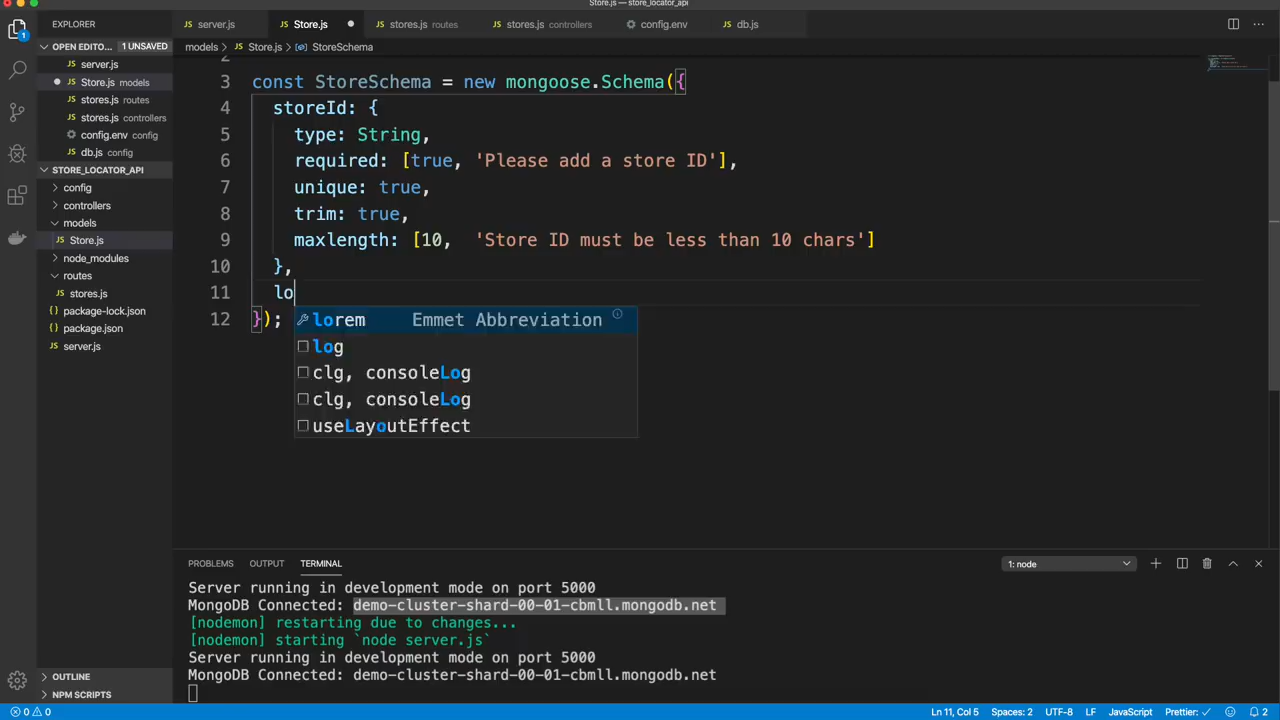 Store.js — store_locator_api
EXPLORER
server.js
Store.js
stores.js routes
stores.js controllers
config.env
db.js
OPEN EDITO... 1 UNSAVED
server.js
Store.js models
stores.js routes
stores.js controllers
config.env config
db.js config
STORE_LOCATOR_API
config
controllers
models
JS Store.js
node_modules
routes
JS stores.js
package-lock.json
package.json
JS server.js
OUTLINE
NPM SCRIPTS
models > JS Store.js > StoreSchema
2
3 const StoreSchema = new mongoose.Schema({
4 storeId: {
5 type: String,
6 required: [true, 'Please add a store ID'],
7 unique: true,
8 trim: true,
9 maxlength: [10, 'Store ID must be less than 10 chars']
10 },
11 lo
12 });
lorem Emmet Abbreviation
log
clg, consoleLog
clg, consoleLog
useLayoutEffect
PROBLEMS OUTPUT TERMINAL 1: node
Server running in development mode on port 5000
MongoDB Connected: demo-cluster-shard-00-01-cbmll.mongodb.net
[nodemon] restarting due to changes...
[nodemon] starting `node server.js`
Server running in development mode on port 5000
MongoDB Connected: demo-cluster-shard-00-01-cbmll.mongodb.net
0 0 Ln 11, Col 5 Spaces: 2 UTF-8 LF JavaScript Prettier: ✓ 2